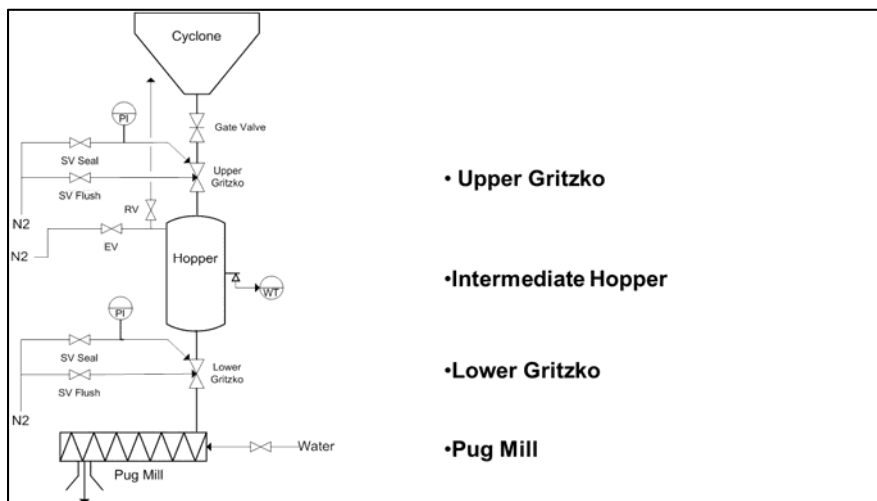 Cyclone
PI
Gate Valve
SV Seal
Upper
Gritzko
SV Flush
N2
RV
N2
EV
Hopper
WT
PI
SV Seal
Lower
Gritzko
SV Flush
N2
Water
Pug Mill
• Upper Gritzko
•Intermediate Hopper
•Lower Gritzko
•Pug Mill